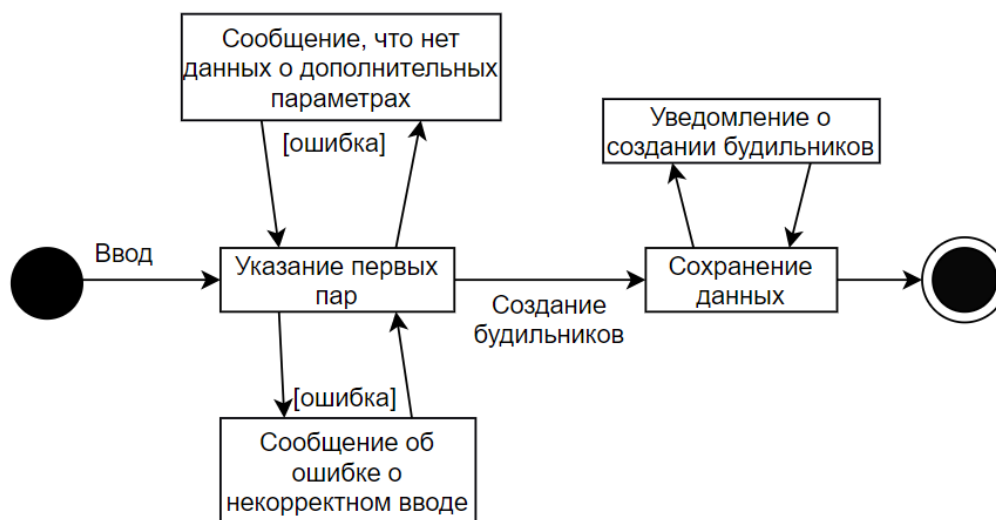 Сообщение, что нет
данных о дополнительных
параметрах
[ошибка]
Уведомление о
создании будильников
Ввод
Указание первых
пар
Создание
будильников
Сохранение
данных
[ошибка]
Сообщение об
ошибке о
некорректном вводе